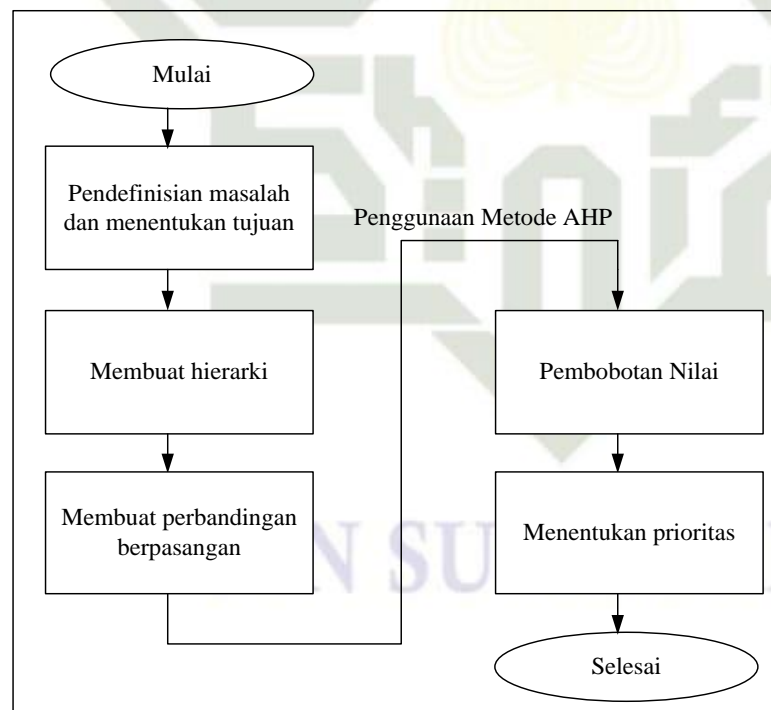 Mulai
Pendefinisian masalah
dan menentukan tujuan
Membuat hierarki
Membuat perbandingan
berpasangan
Penggunaan Metode AHP
Pembobotan Nilai
Menentukan prioritas
Selesai
N SU